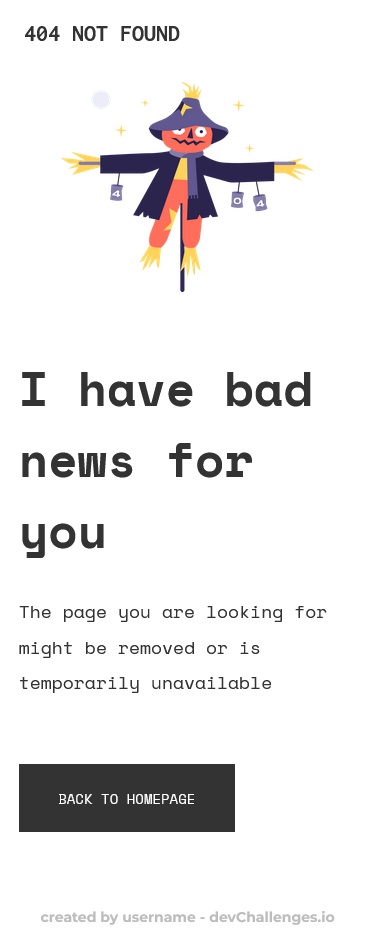 404 NOT FOUND
4
0
4
I have bad
news for
you
The page you are looking for
might be removed or is
temporarily unavailable
BACK TO HOMEPAGE
created by username - devChallenges.io